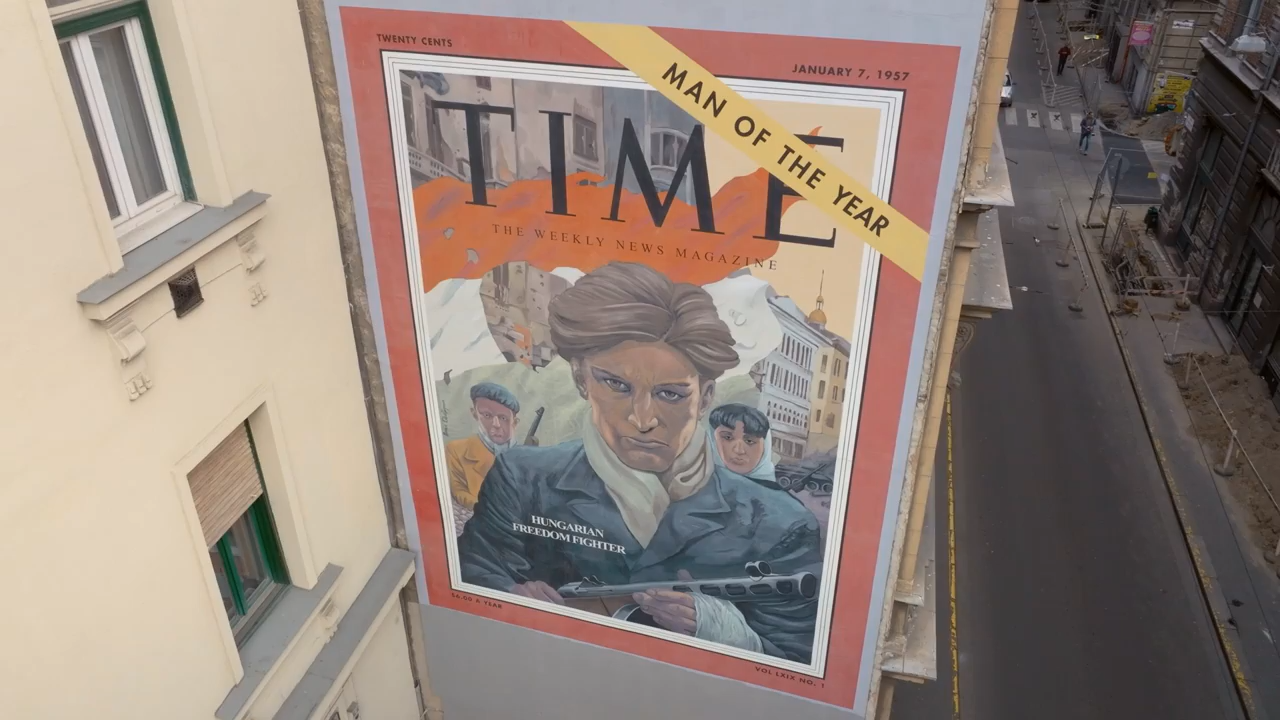 TWENTY CENTS
JANUARY 7, 1957
MAN OF THE YEAR
TIME
THE WEEKLY NEWS MAGAZINE
HUNGARIAN
FREEDOM FIGHTER
$6.00 A YEAR
VOL LXIX NO. 1